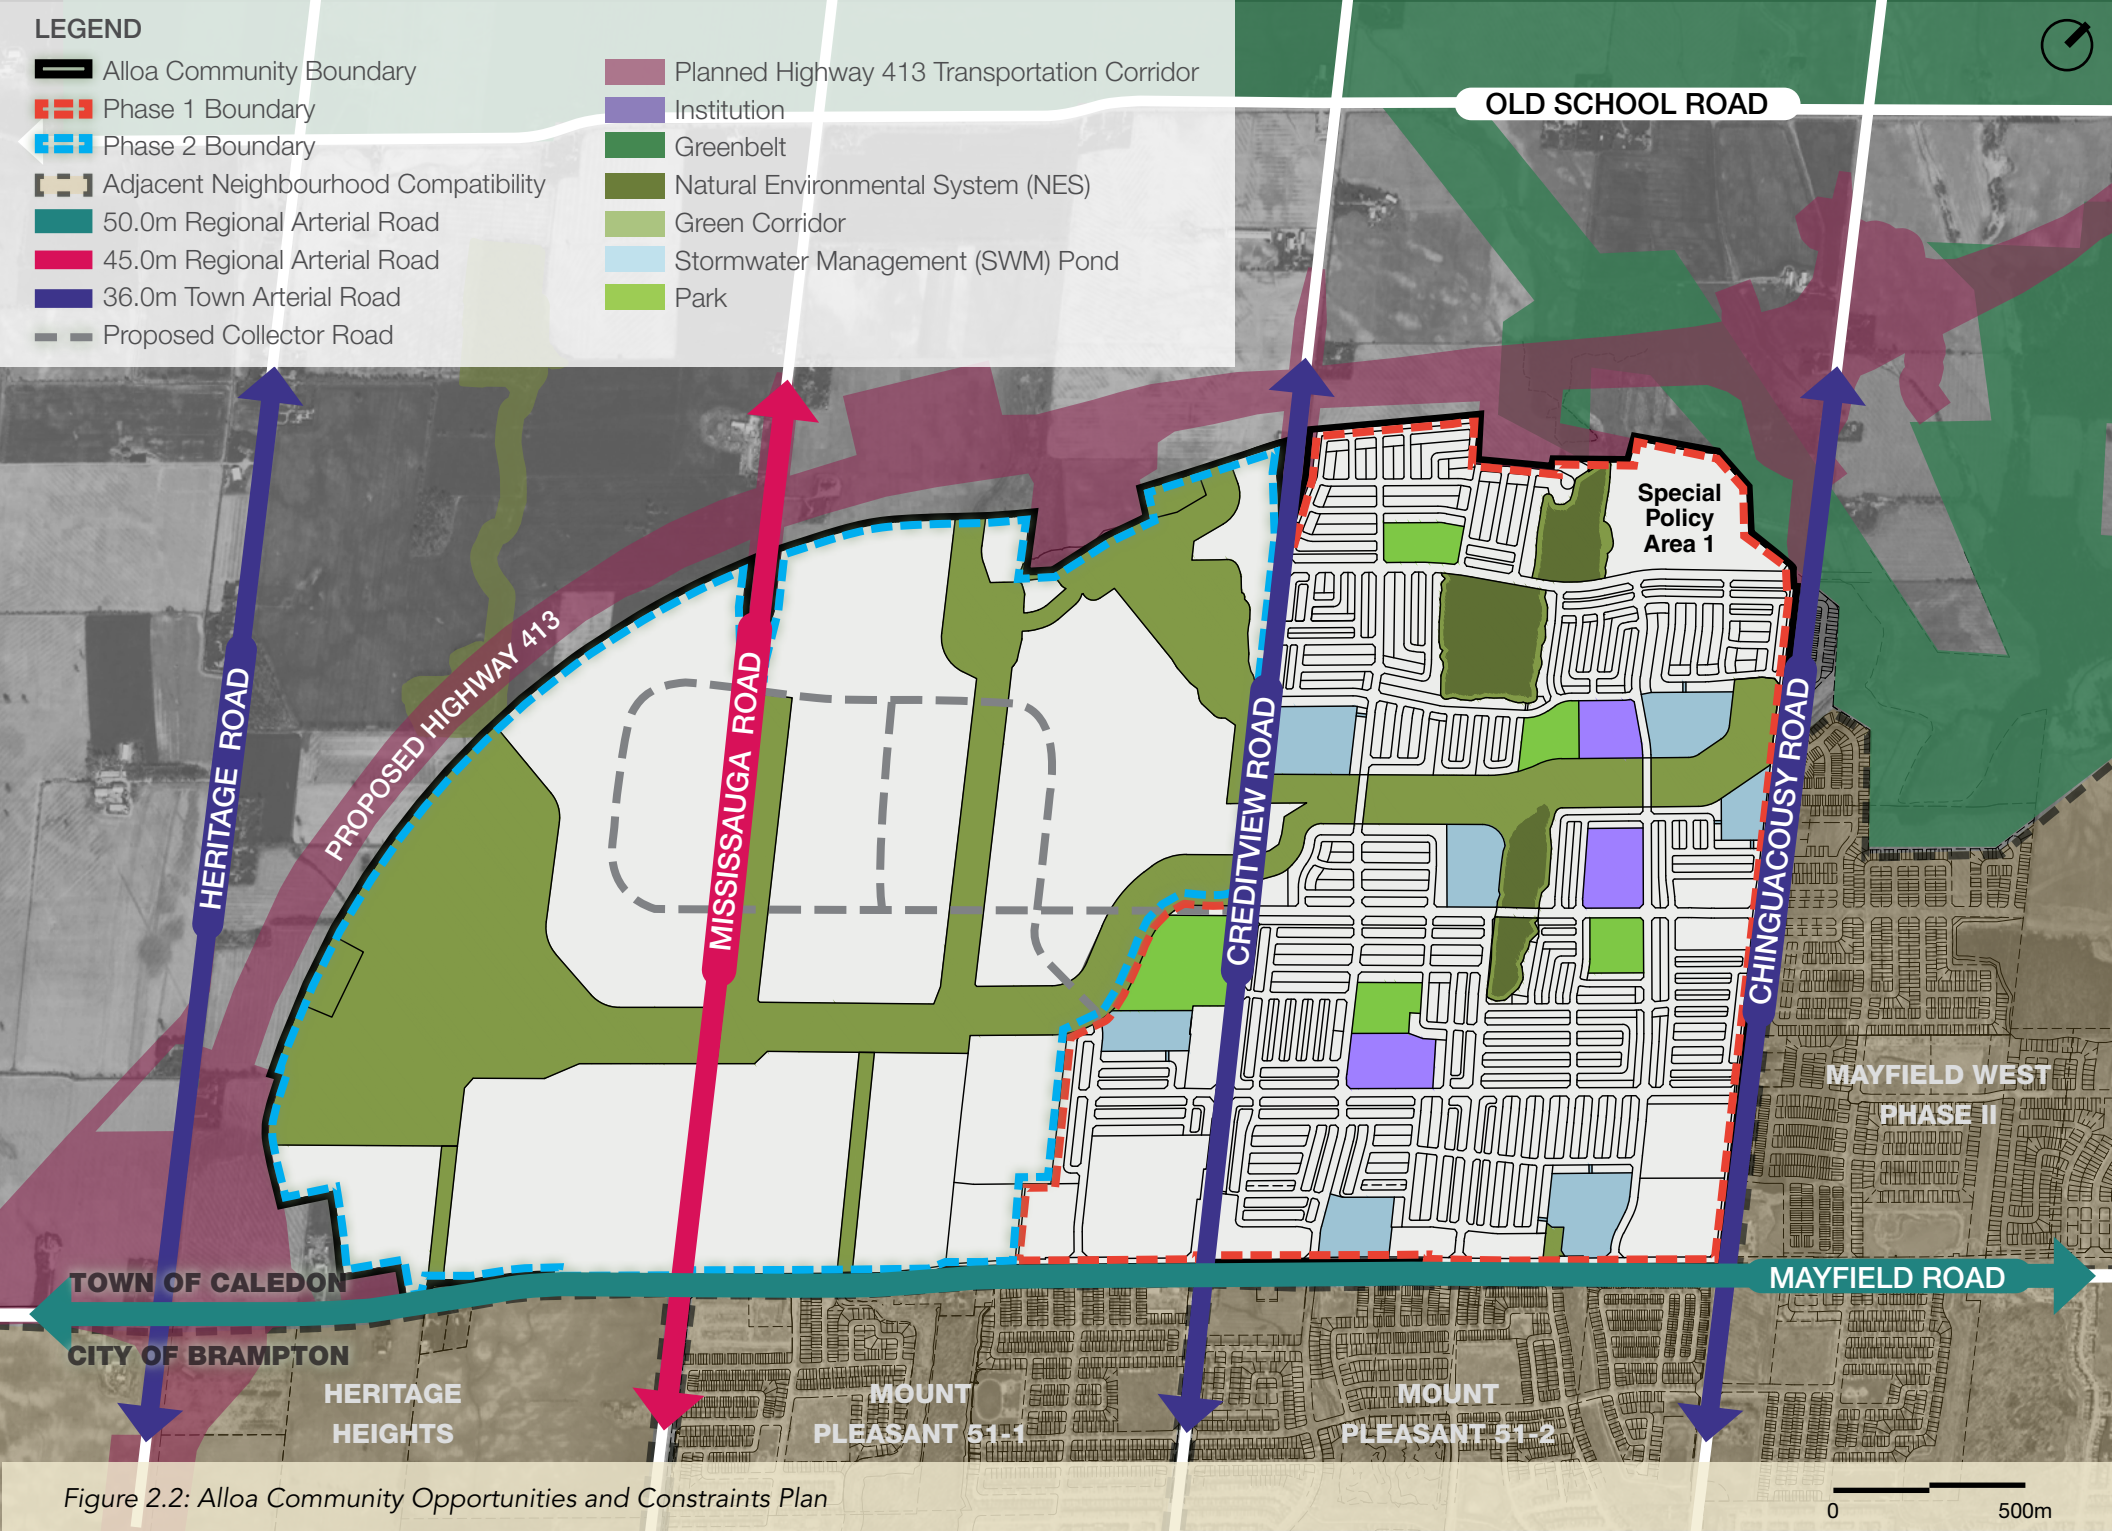 LEGEND
Alloa Community Boundary
Phase 1 Boundary
Phase 2 Boundary
Adjacent Neighbourhood Compatibility
50.0m Regional Arterial Road
45.0m Regional Arterial Road
36.0m Town Arterial Road
Proposed Collector Road
Planned Highway 413 Transportation Corridor
Institution
Greenbelt
Natural Environmental System (NES)
Green Corridor
Stormwater Management (SWM) Pond
Park
OLD SCHOOL ROAD
Special
Policy
Area 1
PROPOSED HIGHWAY 413
HERITAGE ROAD
MISSISSAUGA ROAD
CREDITVIEW ROAD
CHINGUACOUSY ROAD
MAYFIELD WEST
PHASE II
TOWN OF CALEDON
MAYFIELD ROAD
CITY OF BRAMPTON
HERITAGE
HEIGHTS
MOUNT
PLEASANT 51-1
MOUNT
PLEASANT 51-2
Figure 2.2: Alloa Community Opportunities and Constraints Plan
0 500m